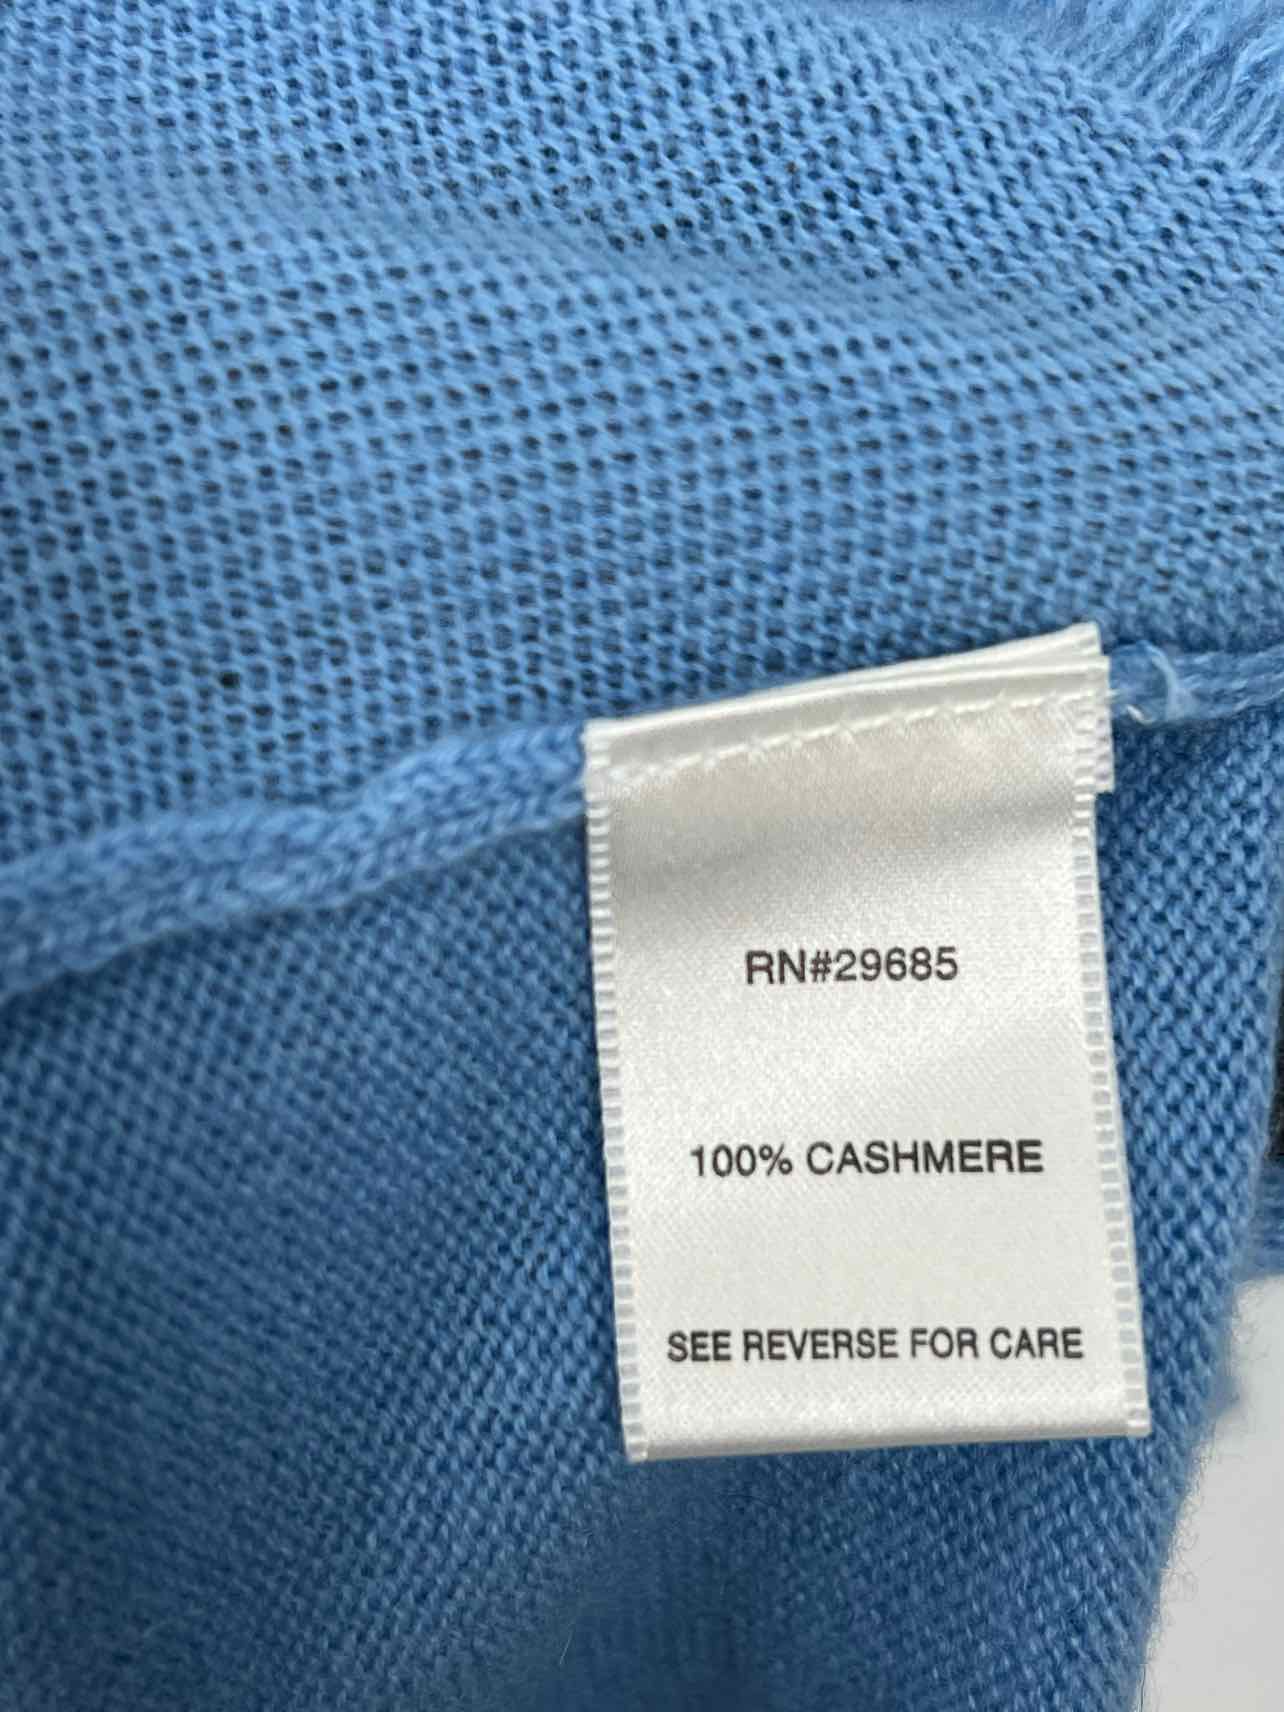 RN#29685
100% CASHMERE
SEE REVERSE FOR CARE